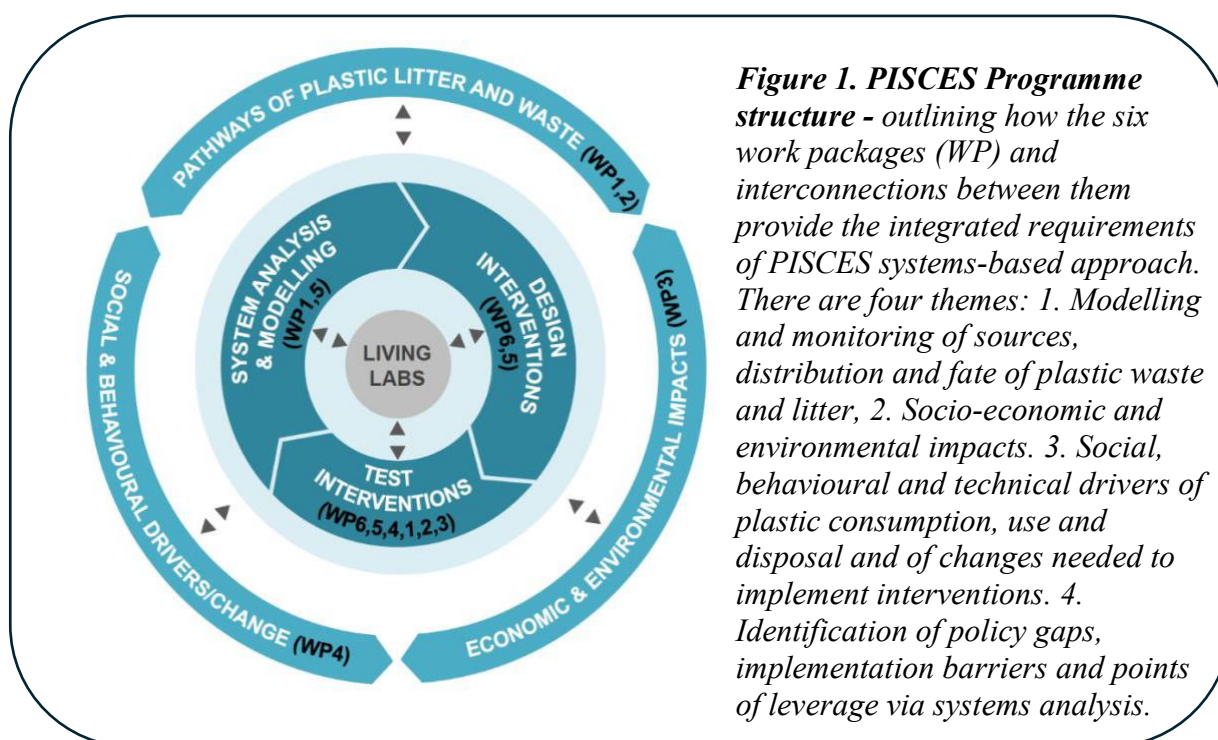 PATHWAYS OF PLASTIC LITTER AND WASTE (WP1,2)
SOCIAL & BEHAVIOURAL DRIVERS/CHANGE (WP4)
ECONOMIC & ENVIRONMENTAL IMPACTS (WP3)
SYSTEM ANALYSIS
& MODELLING
(WP1,5)
DESIGN
INTERVENTIONS
(WP6,5)
LIVING
LABS
TEST
INTERVENTIONS
(WP6,5,4,1,2,3)
Figure 1. PISCES Programme
structure - outlining how the six
work packages (WP) and
interconnections between them
provide the integrated requirements
of PISCES systems-based approach.
There are four themes: 1. Modelling
and monitoring of sources,
distribution and fate of plastic waste
and litter, 2. Socio-economic and
environmental impacts. 3. Social,
behavioural and technical drivers of
plastic consumption, use and
disposal and of changes needed to
implement interventions. 4.
Identification of policy gaps,
implementation barriers and points
of leverage via systems analysis.